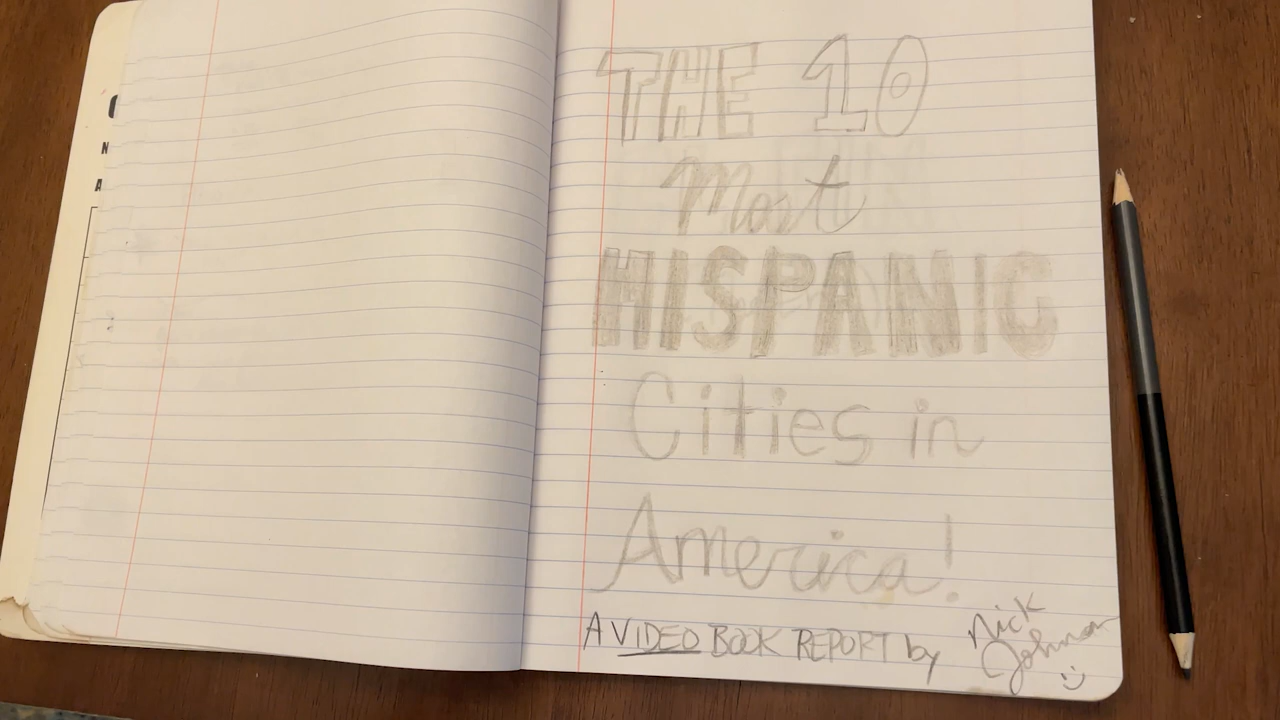 THE 10
Most
HISPANIC
Cities in
America!
A VIDEO BOOK REPORT by Nick Johnson